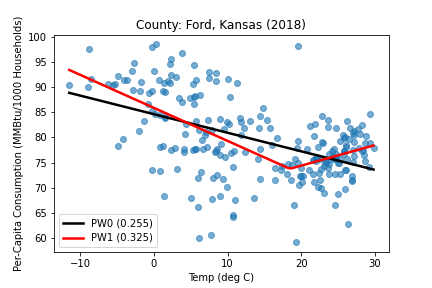 County: Ford, Kansas (2018)
Per-Capita Consumption (MMBtu/1000 Households)
100
95
90
85
80
75
70
65
60
PW0 (0.255)
PW1 (0.325)
−10
0
10
20
30
Temp (deg C)